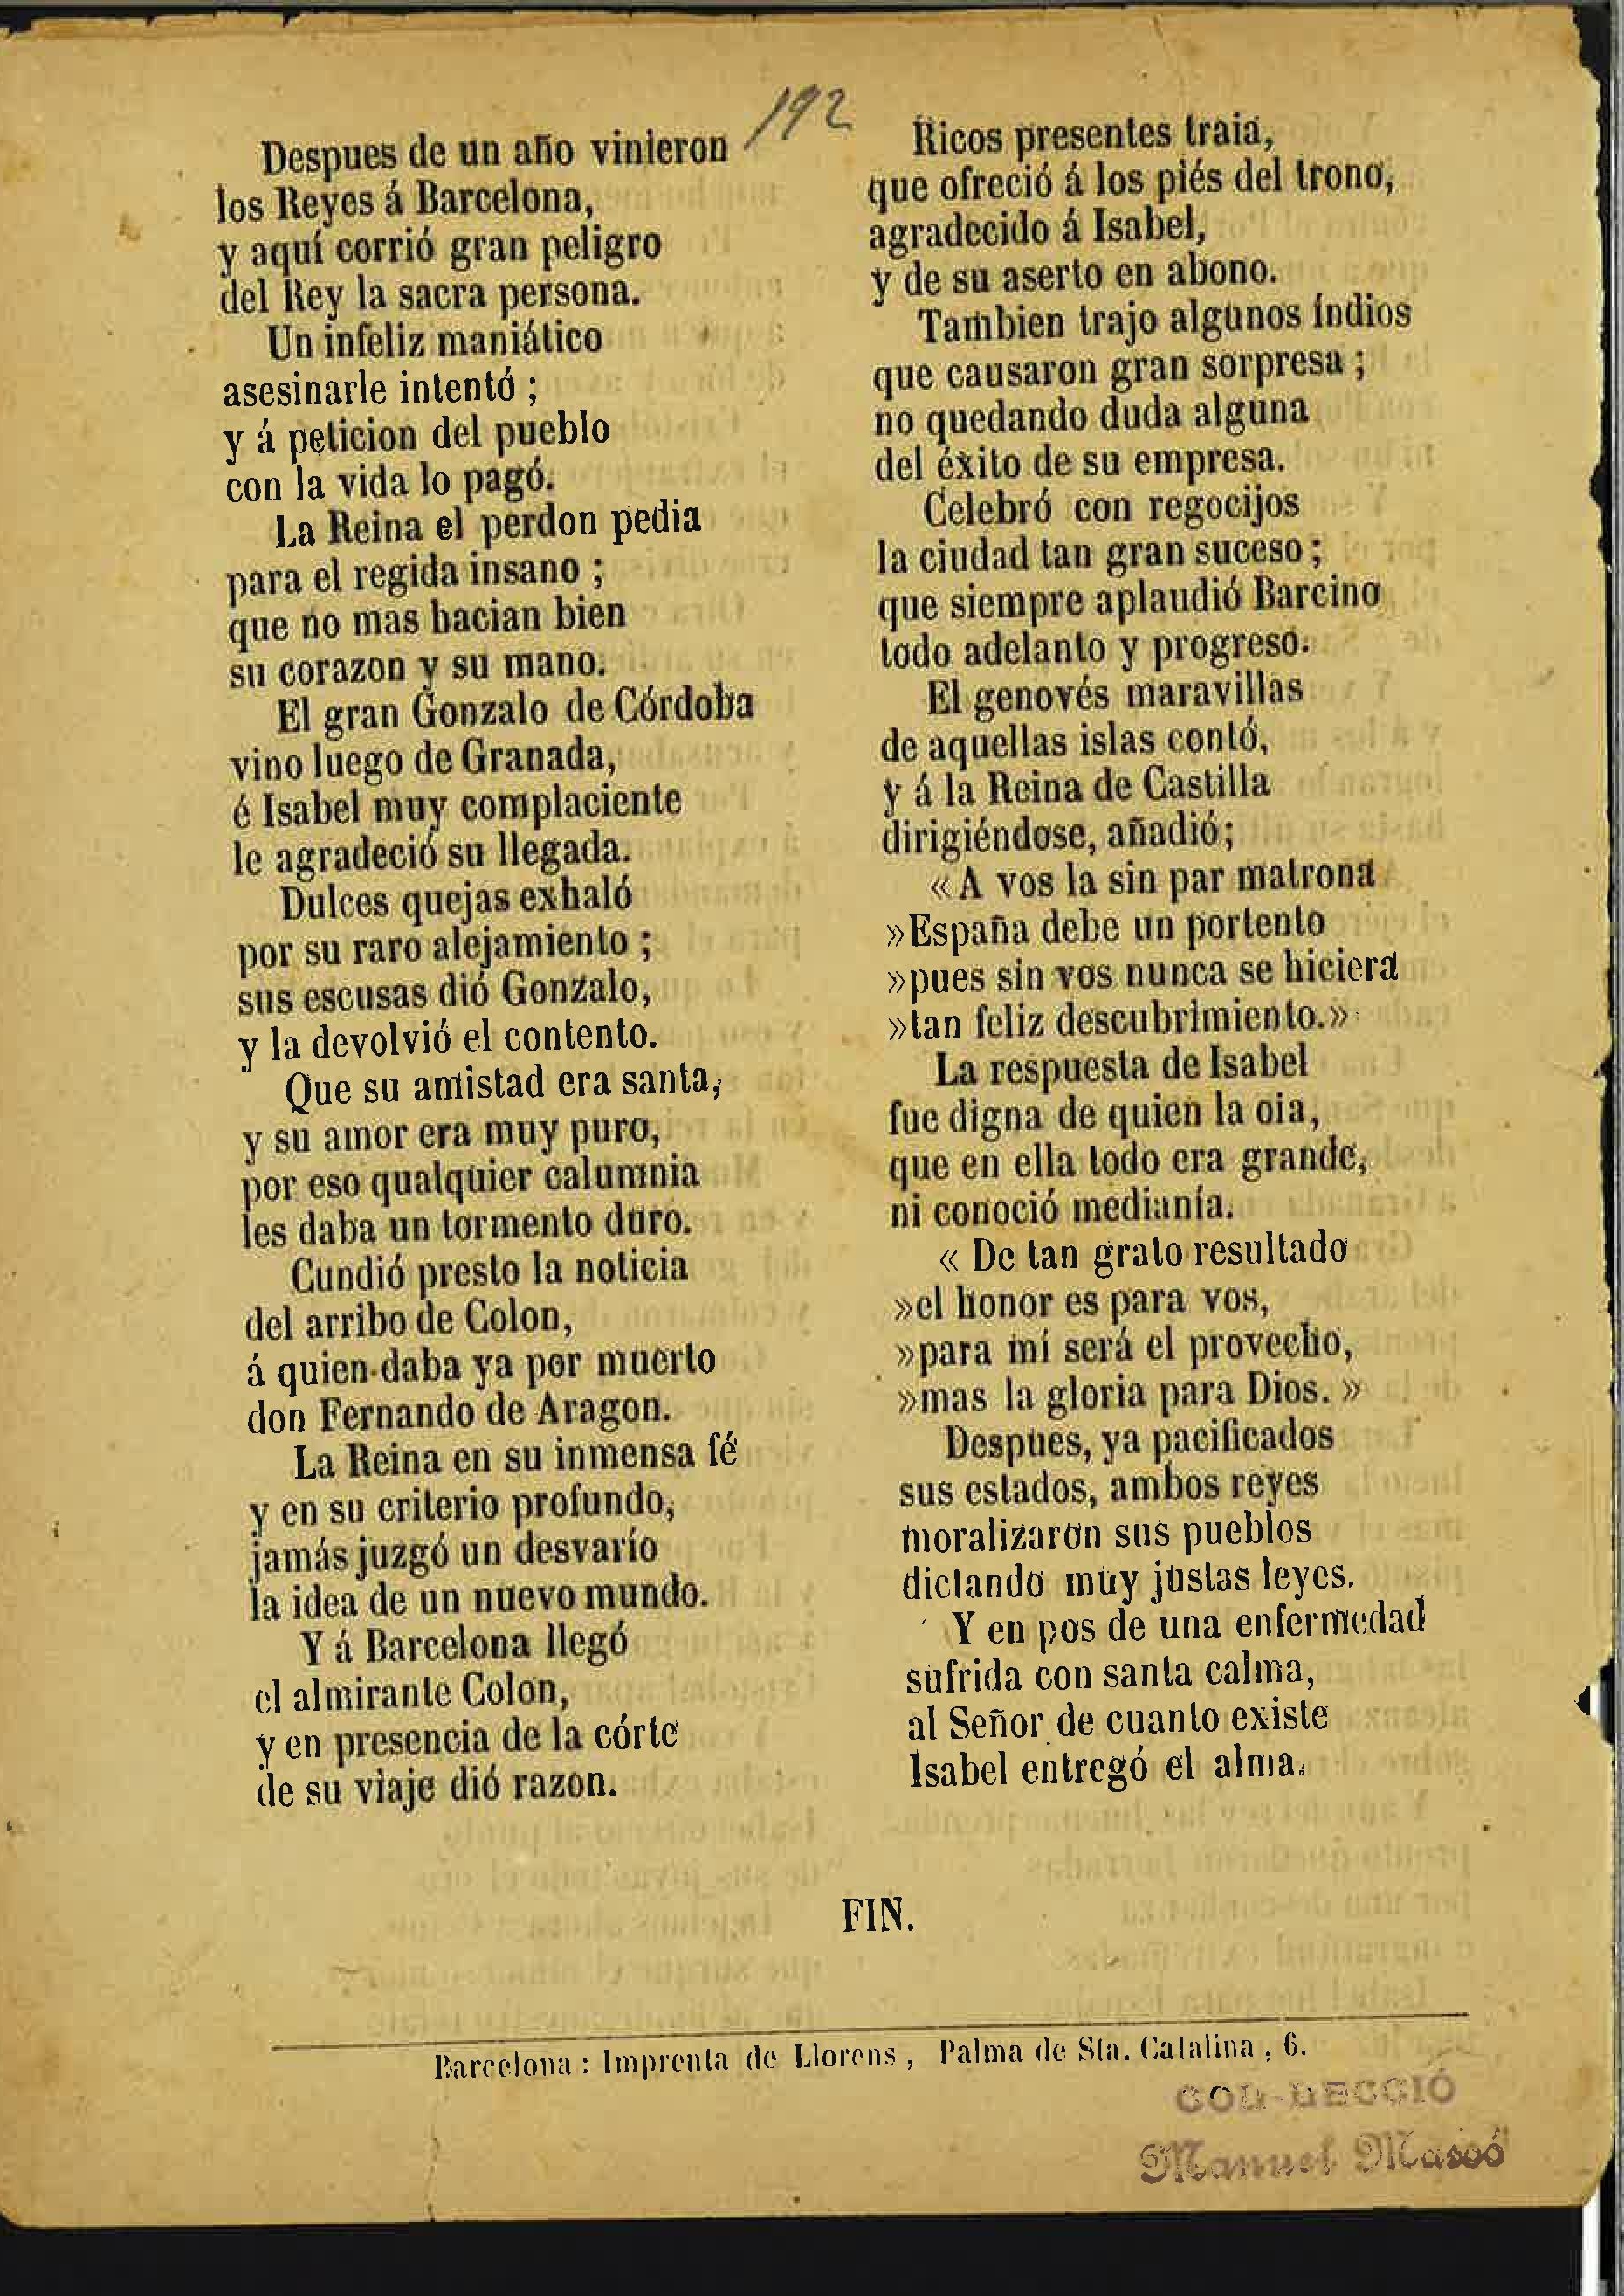 192
Despues de un año vinieron
los Reyes á Barcelona,
y aquí corrió gran peligro
del Rey la sacra persona.
Un infeliz maniático
asesinarle intentó ;
y á peticion del pueblo
con la vida lo pagó.
La Reina el perdon pedia
para el regida insano ;
que no mas hacian bien
su corazon y su mano.
El gran Gonzalo de Córdoba
vino luego de Granada,
é Isabel muy complaciente
le agradeció su llegada.
Dulces quejas exhaló
por su raro alejamiento ;
sus escusas dió Gonzalo,
y la devolvió el contento.
Que su amistad era santa,
y su amor era muy puro,
por eso qualquier calumnia
les daba un tormento duro.
Cundió presto la noticia
del arribo de Colon,
á quien daba ya por muerto
don Fernando de Aragon.
La Reina en su inmensa fé
y en su criterio profundo,
jamás juzgó un desvarío
la idea de un nuevo mundo.
Y á Barcelona llegó
el almirante Colon,
y en presencia de la córte
de su viaje dió razon.
Ricos presentes traia,
que ofreció á los piés del trono,
agradecido á Isabel,
y de su aserto en abono.
Tambien trajo algunos índios
que causaron gran sorpresa ;
no quedando duda alguna
del éxito de su empresa.
Celebró con regocijos
la ciudad tan gran suceso ;
que siempre aplaudió Barcino
todo adelanto y progreso.
El genovés maravillas
de aquellas islas contó,
y á la Reina de Castilla
dirigiéndose, añadió;
« A vos la sin par matrona
»España debe un portento
»pues sin vos nunca se hiciera
»tan feliz descubrimiento.»
La respuesta de Isabel
fue digna de quien la oia,
que en ella todo era grande,
ni conoció medianía.
« De tan grato resultado
»el honor es para vos,
»para mí será el provecho,
»mas la gloria para Dios. »
Despues, ya pacificados
sus estados, ambos reyes
moralizaron sus pueblos
dictando muy justas leyes.
Y en pos de una enfermedad
sufrida con santa calma,
al Señor de cuanto existe
Isabel entregó el alma.
FIN.
Barcelona : Imprenta de Llorens , Palma de Sta. Catalina , 6.
COL-LECCIÓ
Manuel Massó